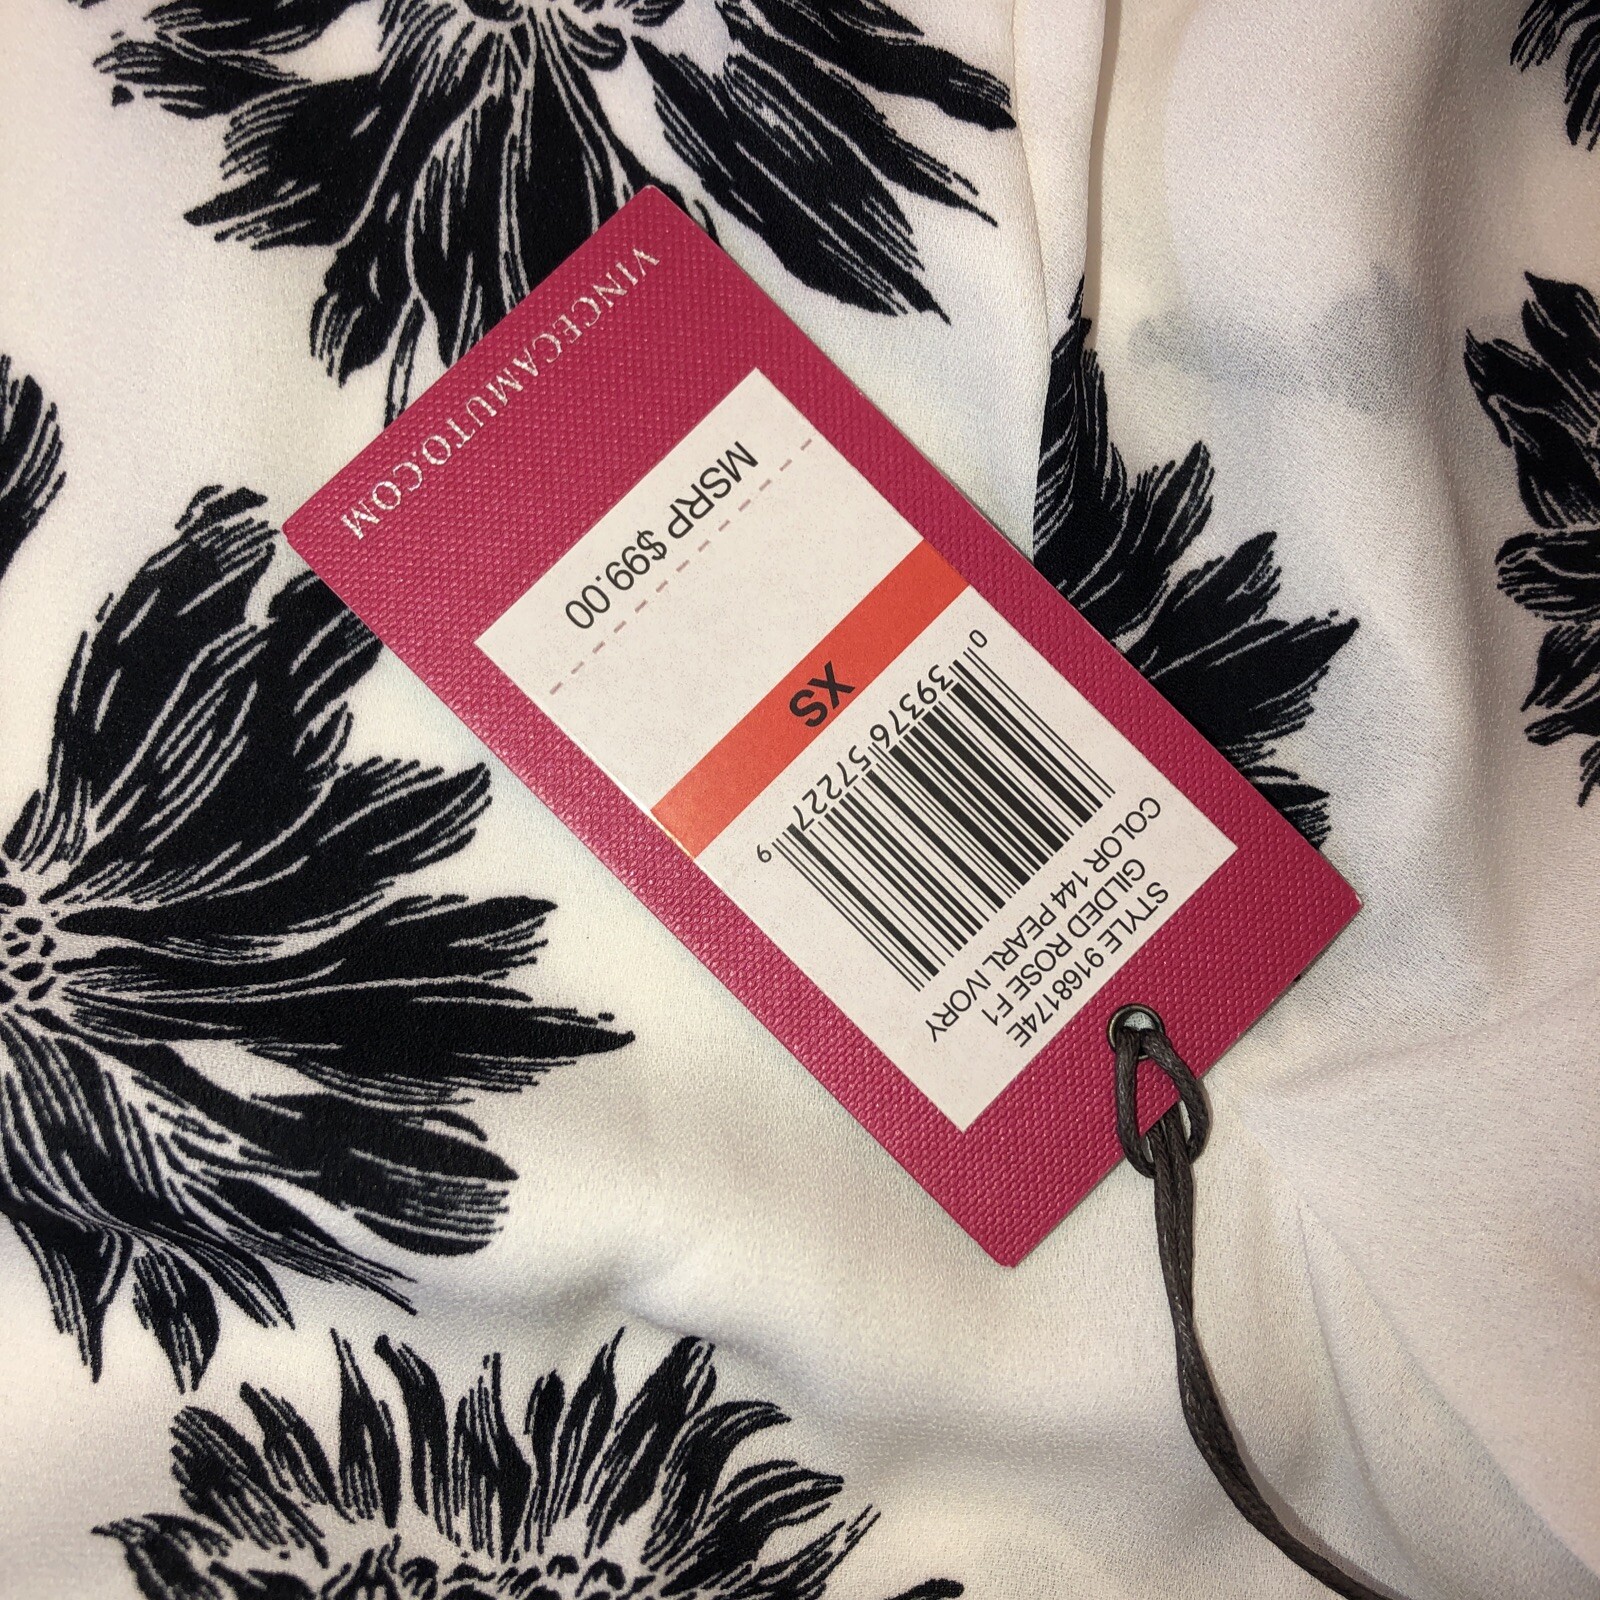 STYLE 9168174E
GILDED ROSE F1
COLOR 144 PEARL IVORY
0 39376 57227 9
XS
MSRP $99.00
VINCECAMUTO.COM